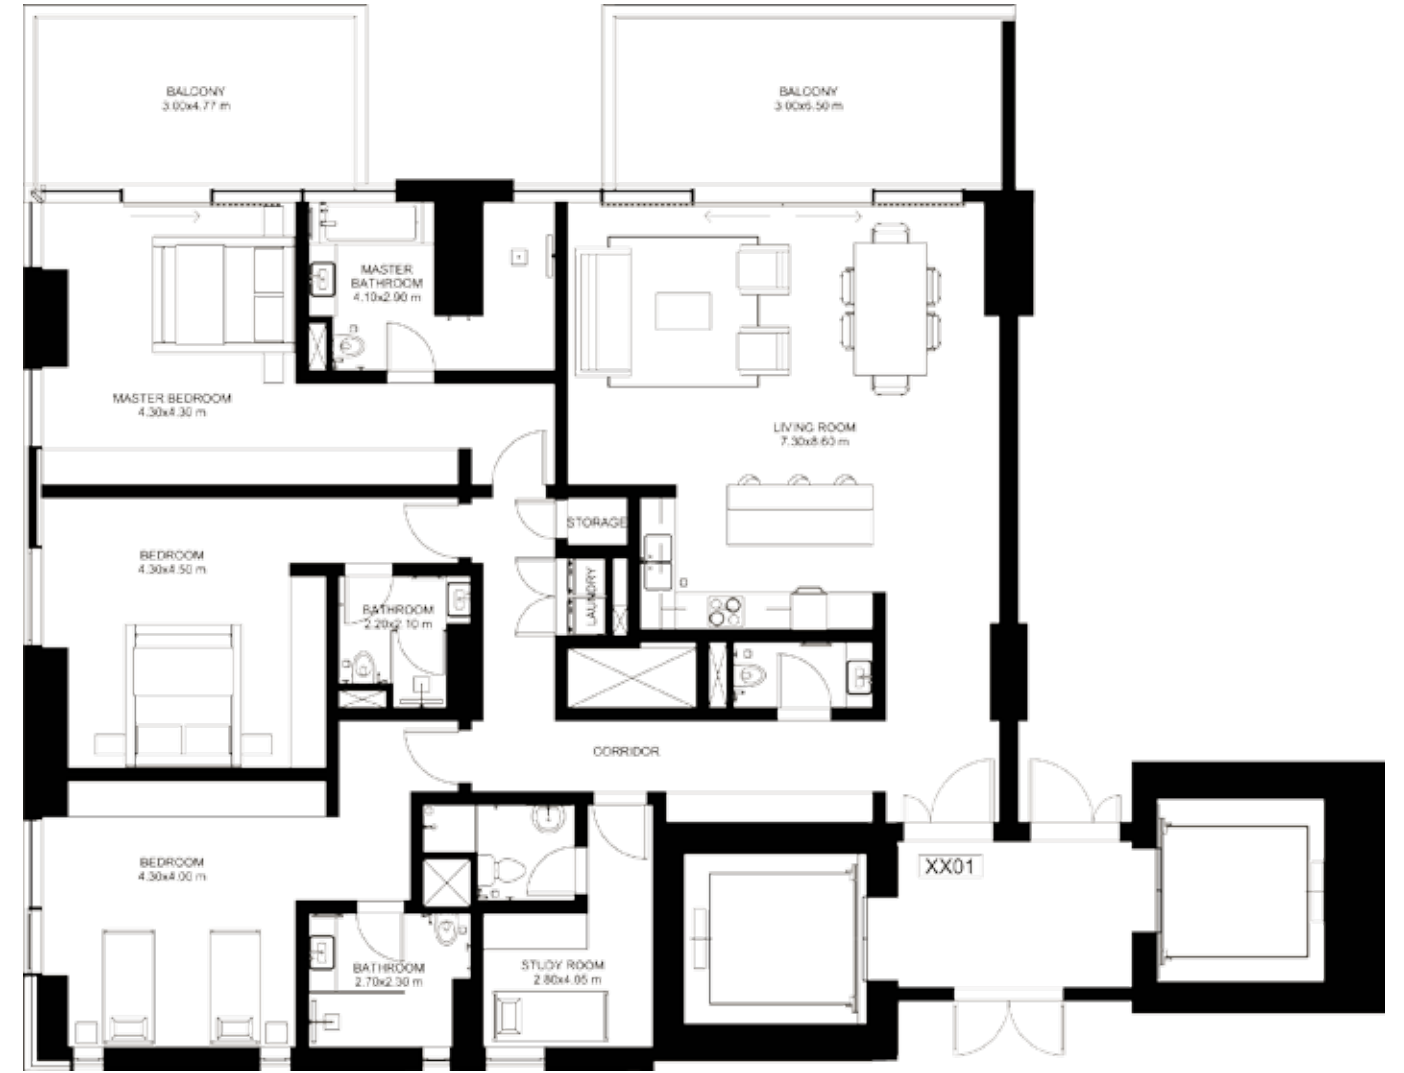 BALCONY
3.00x4.77 m
BALCONY
3.00x6.50 m
MASTER
BATHROOM
4.10x2.90 m
MASTER BEDROOM
4.30x4.30 m
LIVING ROOM
7.30x8.60 m
STORAGE
BEDROOM
4.30x4.50 m
LAUNDRY
BATHROOM
2.20x2.10 m
CORRIDOR
BEDROOM
4.30x4.00 m
XX01
BATHROOM
2.70x2.30 m
STUDY ROOM
2.80x4.05 m